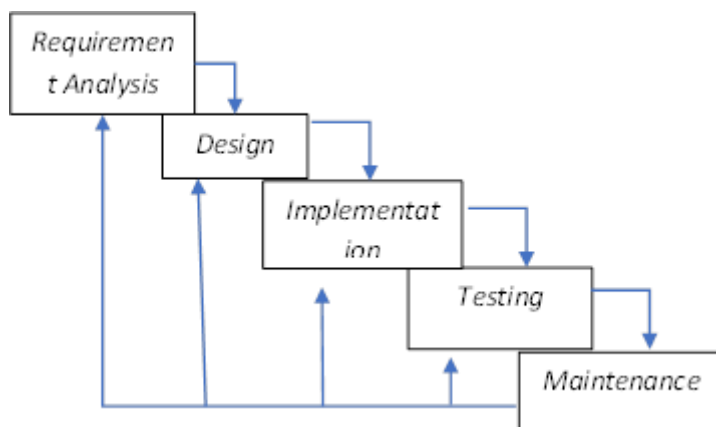 Requiremen
t Analysis
Design
Implementat
ion
Testing
Maintenance